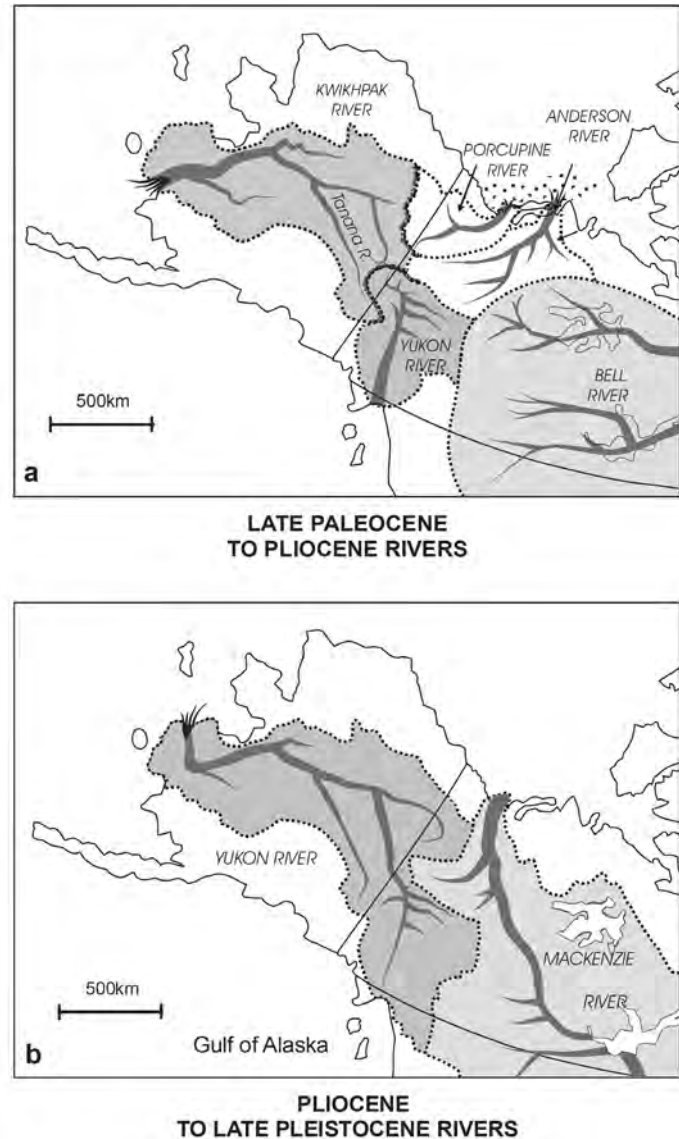 KWIKHPAK
RIVER
ANDERSON
RIVER
PORCUPINE
RIVER
Tanana R.
YUKON
RIVER
BELL
RIVER
500km
a
LATE PALEOCENE
TO PLIOCENE RIVERS
YUKON RIVER
MACKENZIE
RIVER
500km
Gulf of Alaska
b
PLIOCENE
TO LATE PLEISTOCENE RIVERS